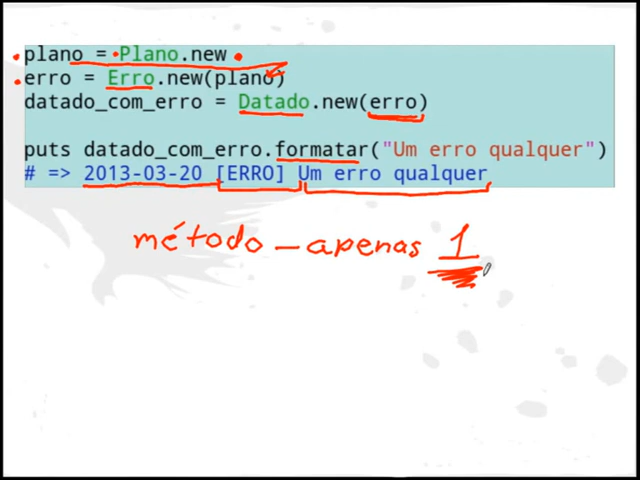 plano = Plano.new
erro = Erro.new(plano)
datado_com_erro = Datado.new(erro)
puts datado_com_erro.formatar("Um erro qualquer")
# => 2013-03-20 [ERRO] Um erro qualquer
método - apenas 1